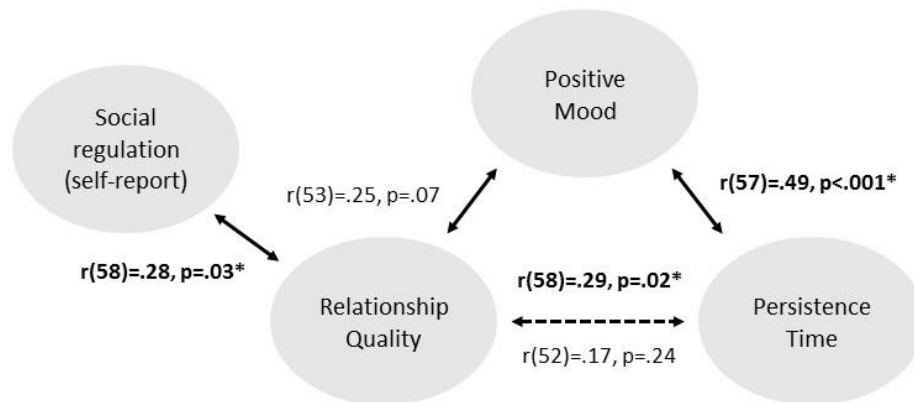 Positive
Mood
Social
regulation
(self-report)
r(53)=.25, p=.07
r(57)=.49, p<.001*
r(58)=.28, p=.03*
r(58)=.29, p=.02*
Relationship
Quality
Persistence
Time
r(52)=.17, p=.24